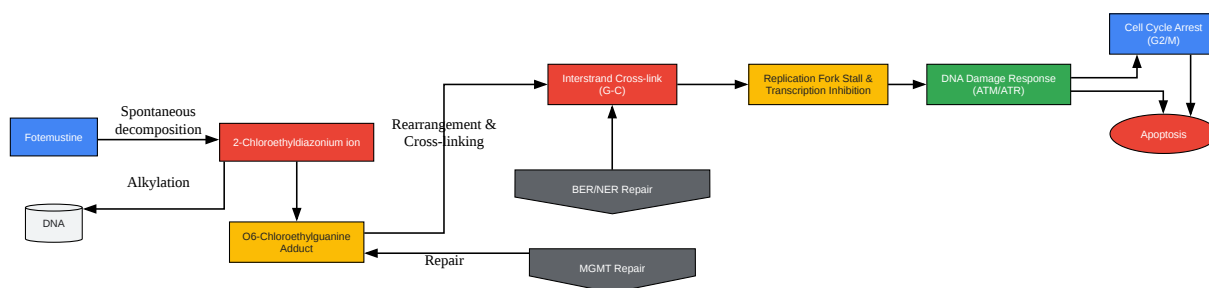 Cell Cycle Arrest
(G2/M)
Interstrand Cross-link
(G-C)
Replication Fork Stall &
Transcription Inhibition
DNA Damage Response
(ATM/ATR)
Spontaneous
decomposition
Rearrangement &
Cross-linking
Fotemustine
2-Chloroethyldiazonium ion
Apoptosis
Alkylation
BER/NER Repair
DNA
O6-Chloroethylguanine
Adduct
Repair
MGMT Repair